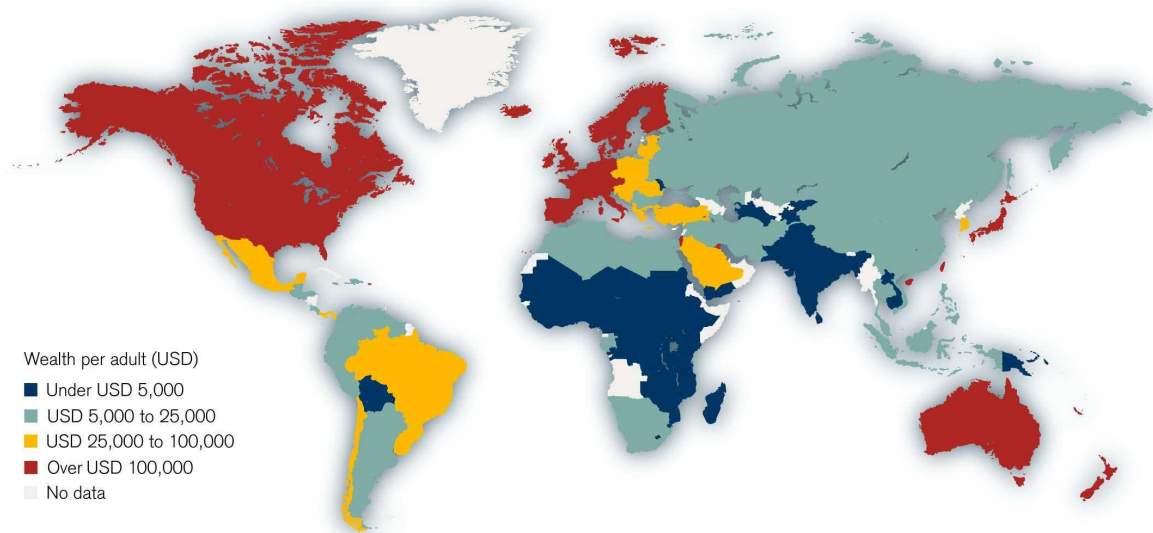 Wealth per adult (USD)
Under USD 5,000
USD 5,000 to 25,000
USD 25,000 to 100,000
Over USD 100,000
No data